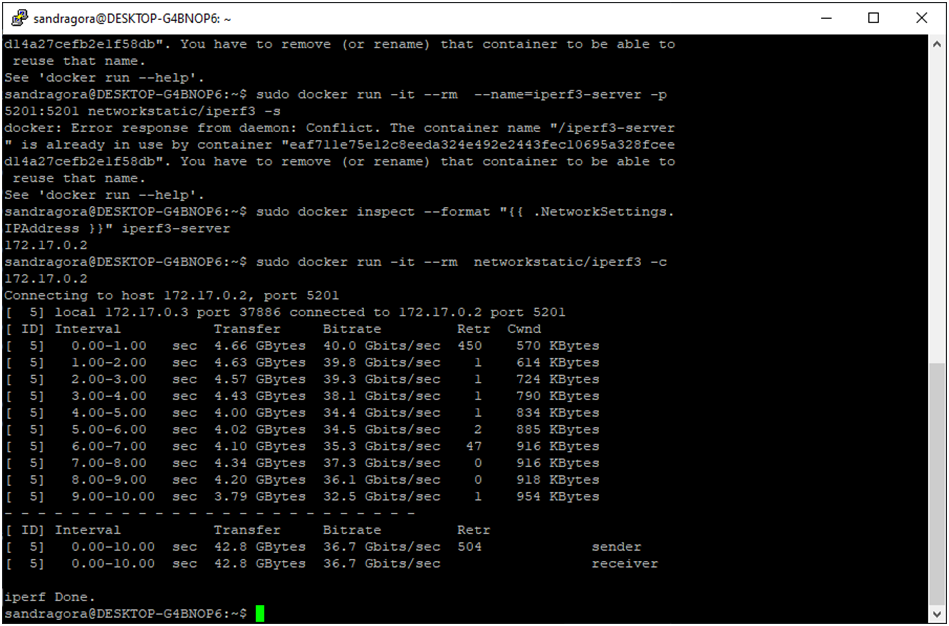 sandragora@DESKTOP-G4BNOP6: ~
d14a27cefb2e1f58db". You have to remove (or rename) that container to be able to
reuse that name.
See 'docker run --help'.
sandragora@DESKTOP-G4BNOP6:~$ sudo docker run -it --rm  --name=iperf3-server -p
5201:5201 networkstatic/iperf3 -s
docker: Error response from daemon: Conflict. The container name "/iperf3-server
" is already in use by container "eaf711e75e12c8eeda324e492e2443fec10695a328fcee
d14a27cefb2e1f58db". You have to remove (or rename) that container to be able to
reuse that name.
See 'docker run --help'.
sandragora@DESKTOP-G4BNOP6:~$ sudo docker inspect --format "{{ .NetworkSettings.
IPAddress }}" iperf3-server
172.17.0.2
sandragora@DESKTOP-G4BNOP6:~$ sudo docker run -it --rm  networkstatic/iperf3 -c
172.17.0.2
Connecting to host 172.17.0.2, port 5201
[  5] local 172.17.0.3 port 37886 connected to 172.17.0.2 port 5201
[ ID] Interval           Transfer     Bitrate         Retr  Cwnd
[  5]   0.00-1.00   sec  4.66 GBytes  40.0 Gbits/sec  450    570 KBytes
[  5]   1.00-2.00   sec  4.63 GBytes  39.8 Gbits/sec    1    614 KBytes
[  5]   2.00-3.00   sec  4.57 GBytes  39.3 Gbits/sec    1    724 KBytes
[  5]   3.00-4.00   sec  4.43 GBytes  38.1 Gbits/sec    1    790 KBytes
[  5]   4.00-5.00   sec  4.00 GBytes  34.4 Gbits/sec    1    834 KBytes
[  5]   5.00-6.00   sec  4.02 GBytes  34.5 Gbits/sec    2    885 KBytes
[  5]   6.00-7.00   sec  4.10 GBytes  35.3 Gbits/sec   47    916 KBytes
[  5]   7.00-8.00   sec  4.34 GBytes  37.3 Gbits/sec    0    916 KBytes
[  5]   8.00-9.00   sec  4.20 GBytes  36.1 Gbits/sec    0    918 KBytes
[  5]   9.00-10.00  sec  3.79 GBytes  32.5 Gbits/sec    1    954 KBytes
- - - - - - - - - - - - - - - - - - - - - - - - -
[ ID] Interval           Transfer     Bitrate         Retr
[  5]   0.00-10.00  sec  42.8 GBytes  36.7 Gbits/sec  504             sender
[  5]   0.00-10.00  sec  42.8 GBytes  36.7 Gbits/sec                  receiver
iperf Done.
sandragora@DESKTOP-G4BNOP6:~$